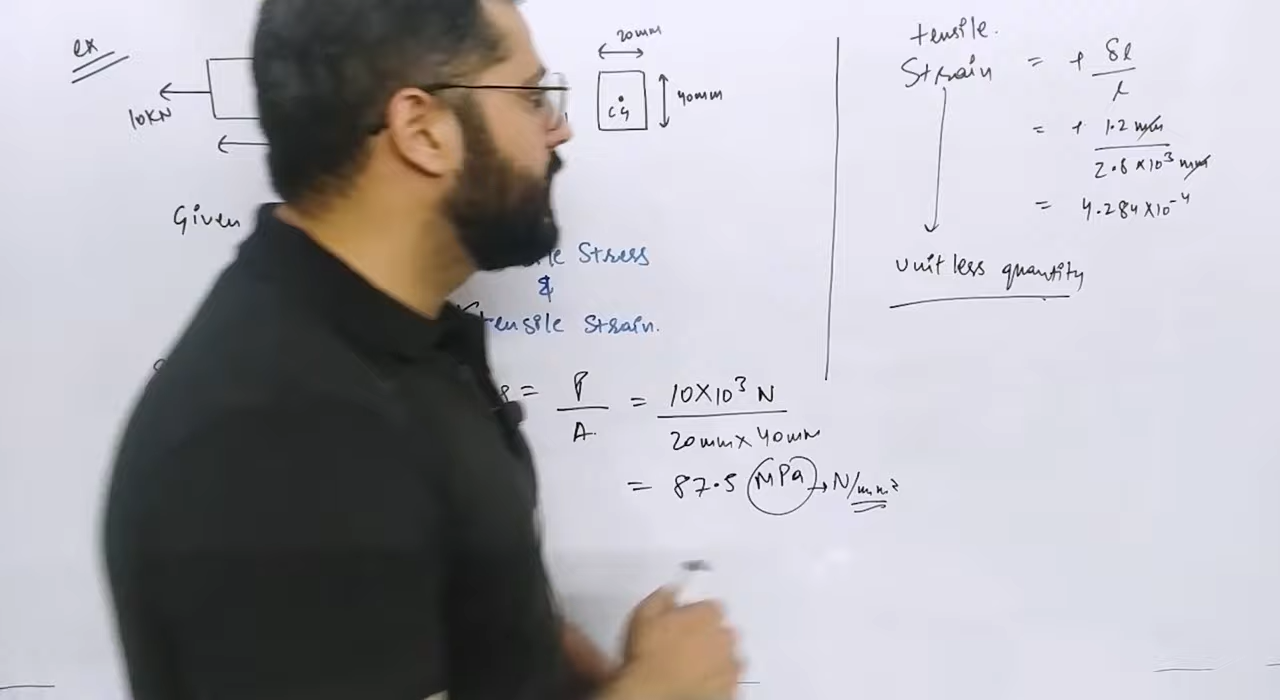 ex
20mm
40mm
10KN
C.G
Given
Stress
&
tensile Strain.
= P/A = 10×10³ N / 20mm × 40mm
= 87.5 MPa → N/mm²
tensile.
Strain = + δl/l
= + 1.2 mm / 2.8×10³ mm
= 4.284×10⁻⁴
unit less quantity